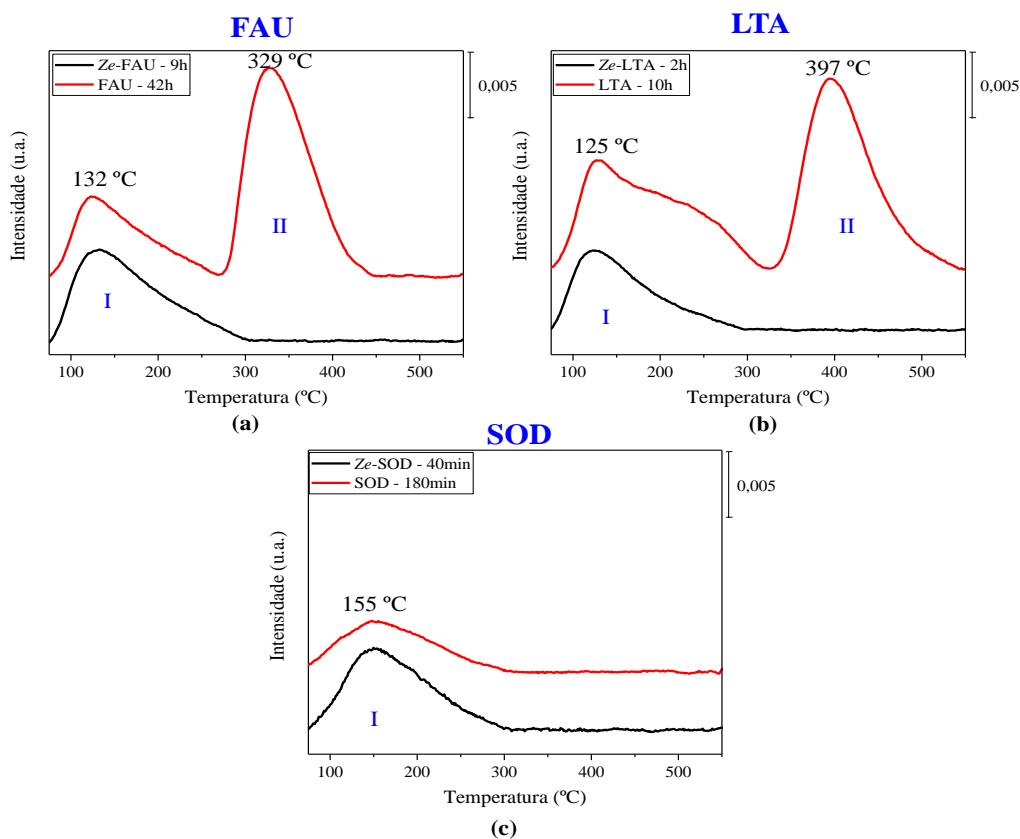 FAU
Ze-FAU - 9h
FAU - 42h
329 ºC
0,005
132 ºC
II
I
Intensidade (u.a.)
100 200 300 400 500
Temperatura (ºC)
(a)
LTA
Ze-LTA - 2h
LTA - 10h
397 ºC
0,005
125 ºC
II
I
Intensidade (u.a.)
100 200 300 400 500
Temperatura (ºC)
(b)
SOD
Ze-SOD - 40min
SOD - 180min
0,005
155 ºC
I
Intensidade (u.a.)
100 200 300 400 500
Temperatura (ºC)
(c)